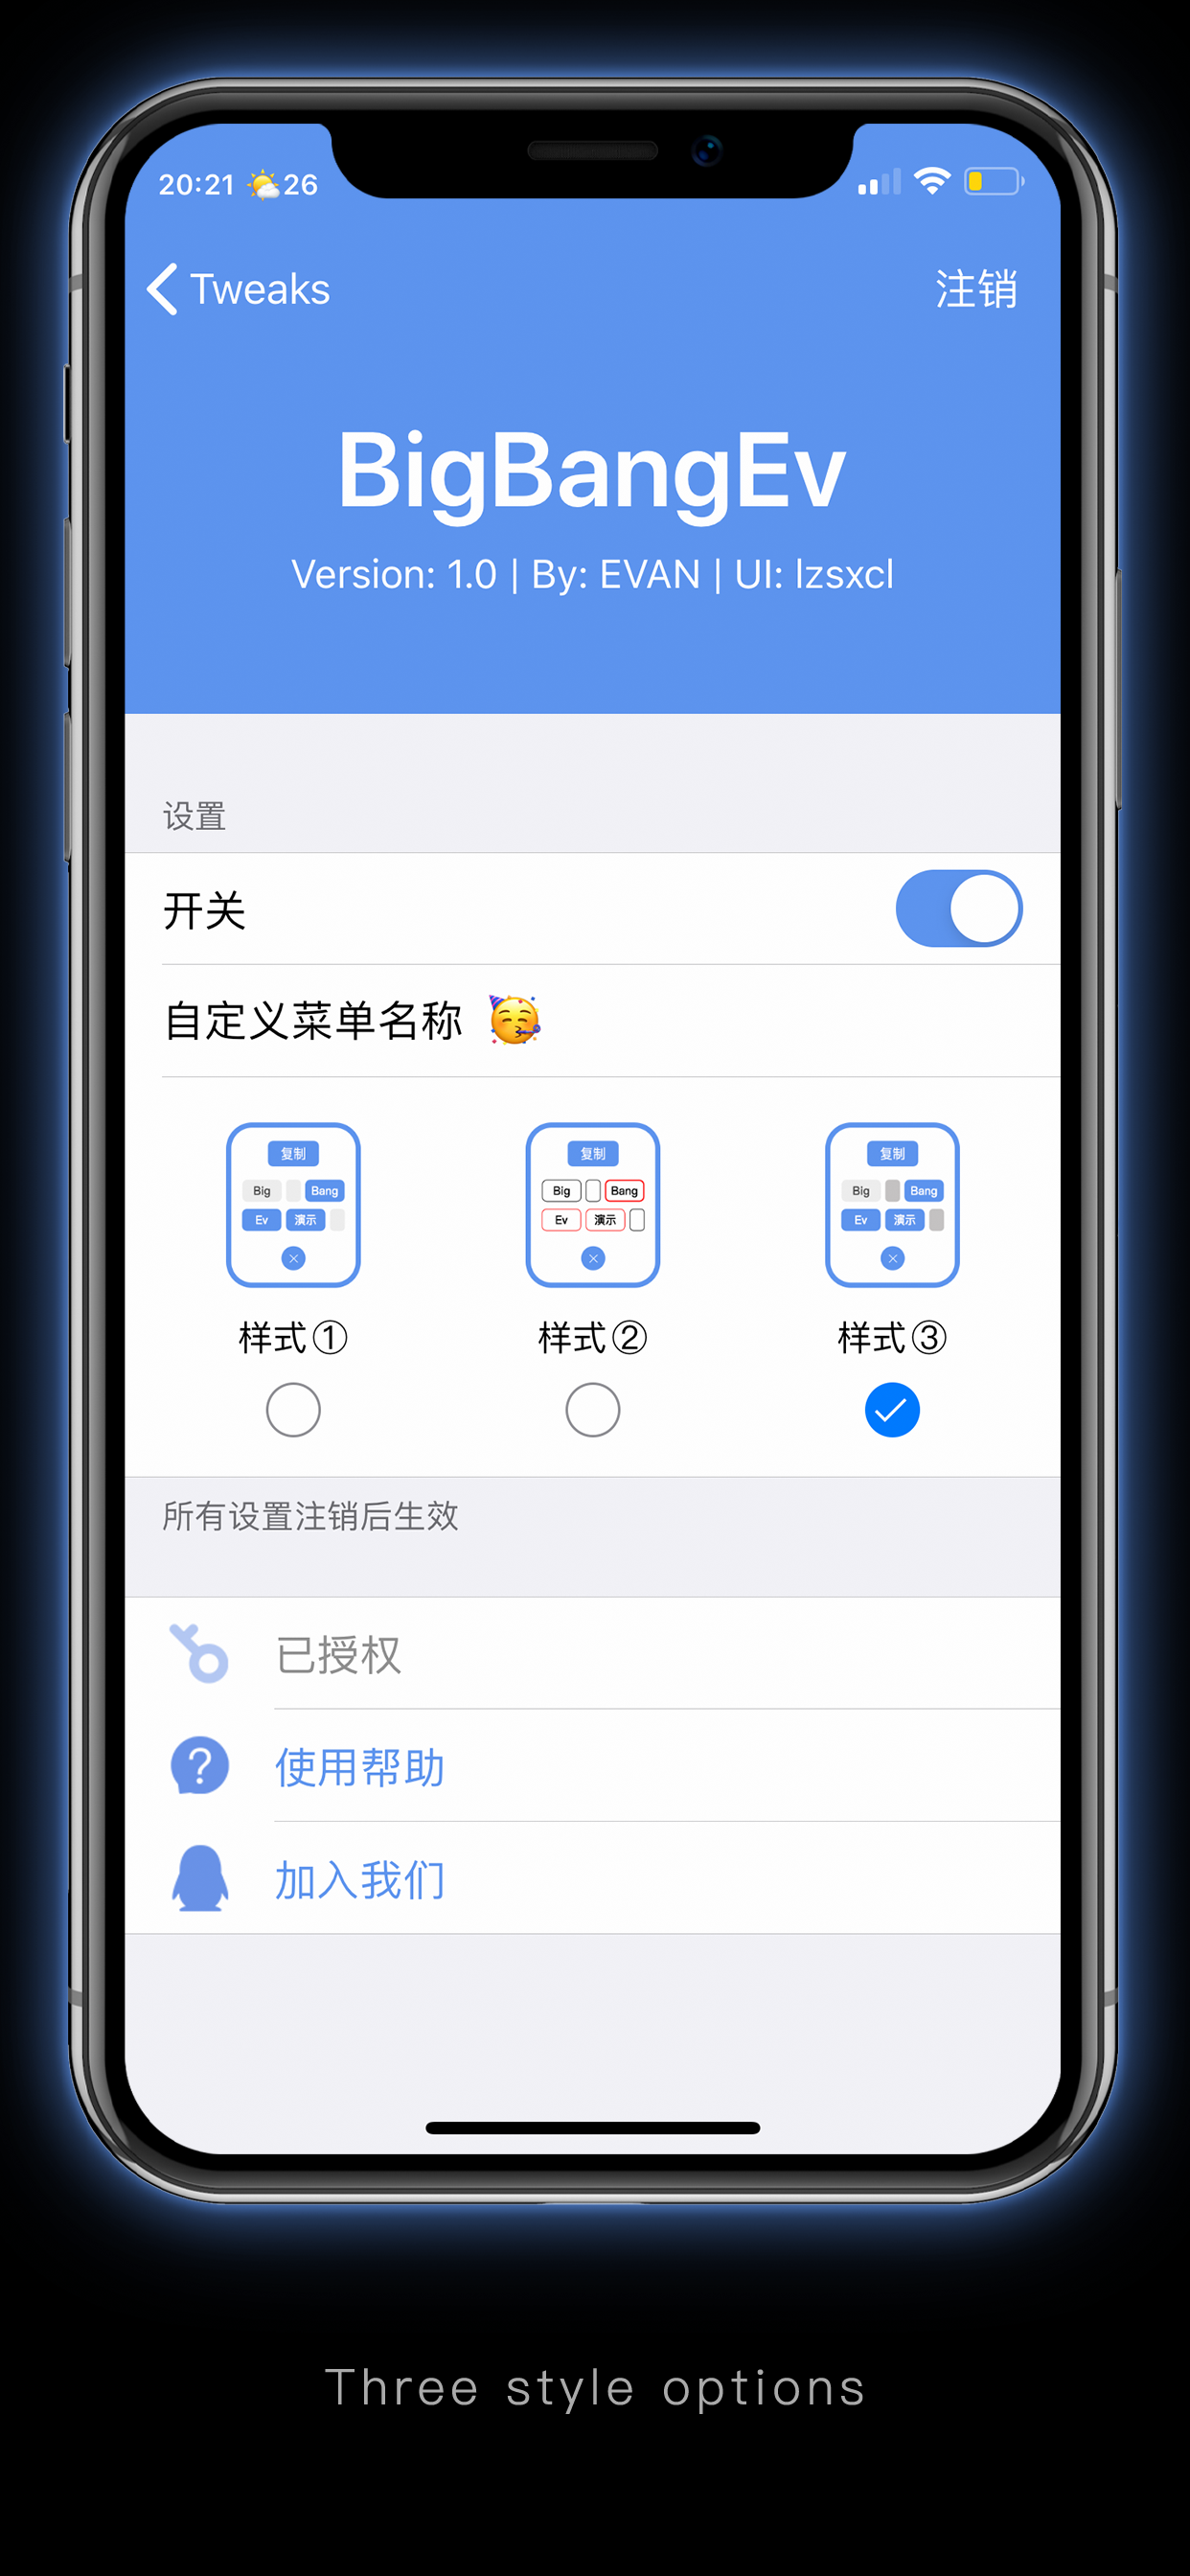 20:21 🌤26
Tweaks
注销
BigBangEv
Version: 1.0 | By: EVAN | UI: lzsxcl
设置
开关
自定义菜单名称 🥳
复制 复制 复制
Big Bang Big Bang Big Bang
Ev 演示 Ev 演示 Ev 演示
样式① 样式② 样式③
所有设置注销后生效
已授权
使用帮助
加入我们
Three style options